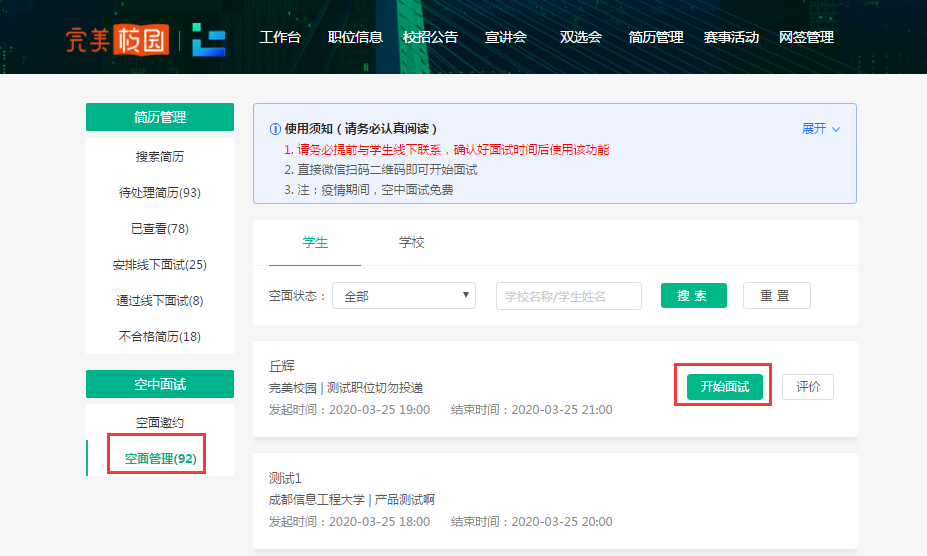 完美校园
工作台 职位信息 校招公告 宣讲会 双选会 简历管理 赛事活动 网签管理
简历管理
搜索简历
待处理简历(93)
已查看(78)
安排线下面试(25)
通过线下面试(8)
不合格简历(18)
空中面试
空面邀约
空面管理(92)
使用须知(请务必认真阅读) 展开
1. 请务必提前与学生线下联系,确认好面试时间后使用该功能
2. 直接微信扫码二维码即可开始面试
3. 注:疫情期间,空中面试免费
学生 学校
空面状态: 全部 学校名称/学生姓名 搜索 重置
丘辉
完美校园 | 测试职位切勿投递
发起时间:2020-03-25 19:00 结束时间:2020-03-25 21:00
开始面试 评价
测试1
成都信息工程大学 | 产品测试啊
发起时间:2020-03-25 18:00 结束时间:2020-03-25 20:00